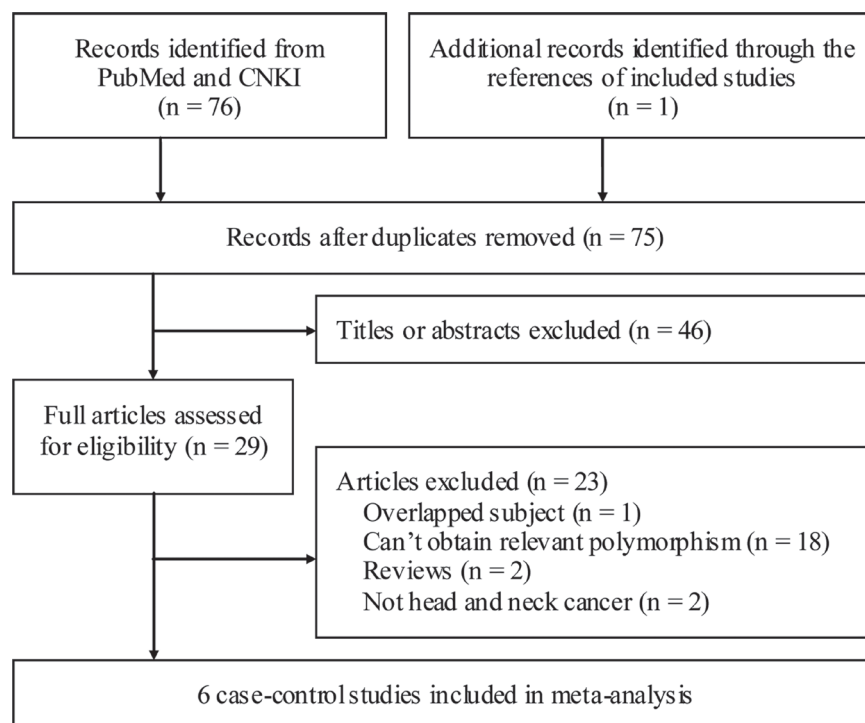 Records identified from
PubMed and CNKI
(n = 76)
Additional records identified through the
references of included studies
(n = 1)
Records after duplicates removed (n = 75)
Titles or abstracts excluded (n = 46)
Full articles assessed
for eligibility (n = 29)
Articles excluded (n = 23)
Overlapped subject (n = 1)
Can't obtain relevant polymorphism (n = 18)
Reviews (n = 2)
Not head and neck cancer (n = 2)
6 case-control studies included in meta-analysis